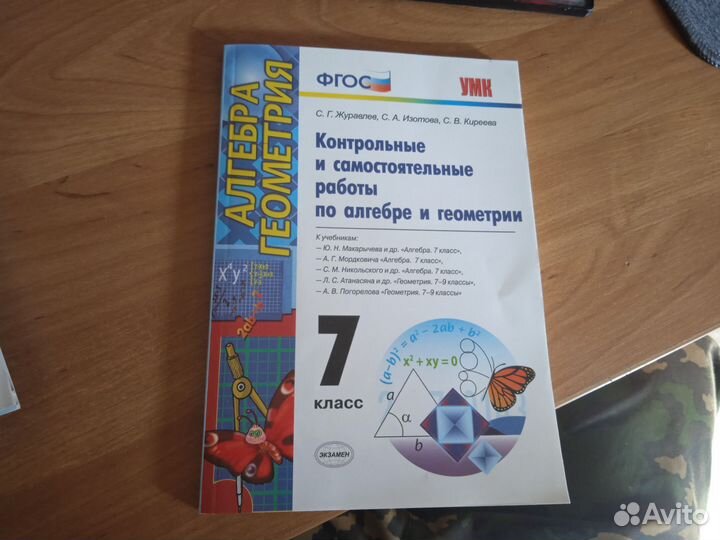 ФГОС
УМК
С. Г. Журавлев, С. А. Изотова, С. В. Киреева
Контрольные
и самостоятельные
работы
по алгебре и геометрии
К учебникам:
— Ю. Н. Макарычева и др. «Алгебра. 7 класс»,
— А. Г. Мордковича «Алгебра. 7 класс»,
— С. М. Никольского и др. «Алгебра. 7 класс»,
— Л. С. Атанасяна и др. «Геометрия. 7–9 классы»,
— А. В. Погорелова «Геометрия. 7–9 классы»
7
класс
АЛГЕБРА
ГЕОМЕТРИЯ
(a-b)² = a² - 2ab + b²
x² + xy = 0
a
α
b
ЭКЗАМЕН
Avito